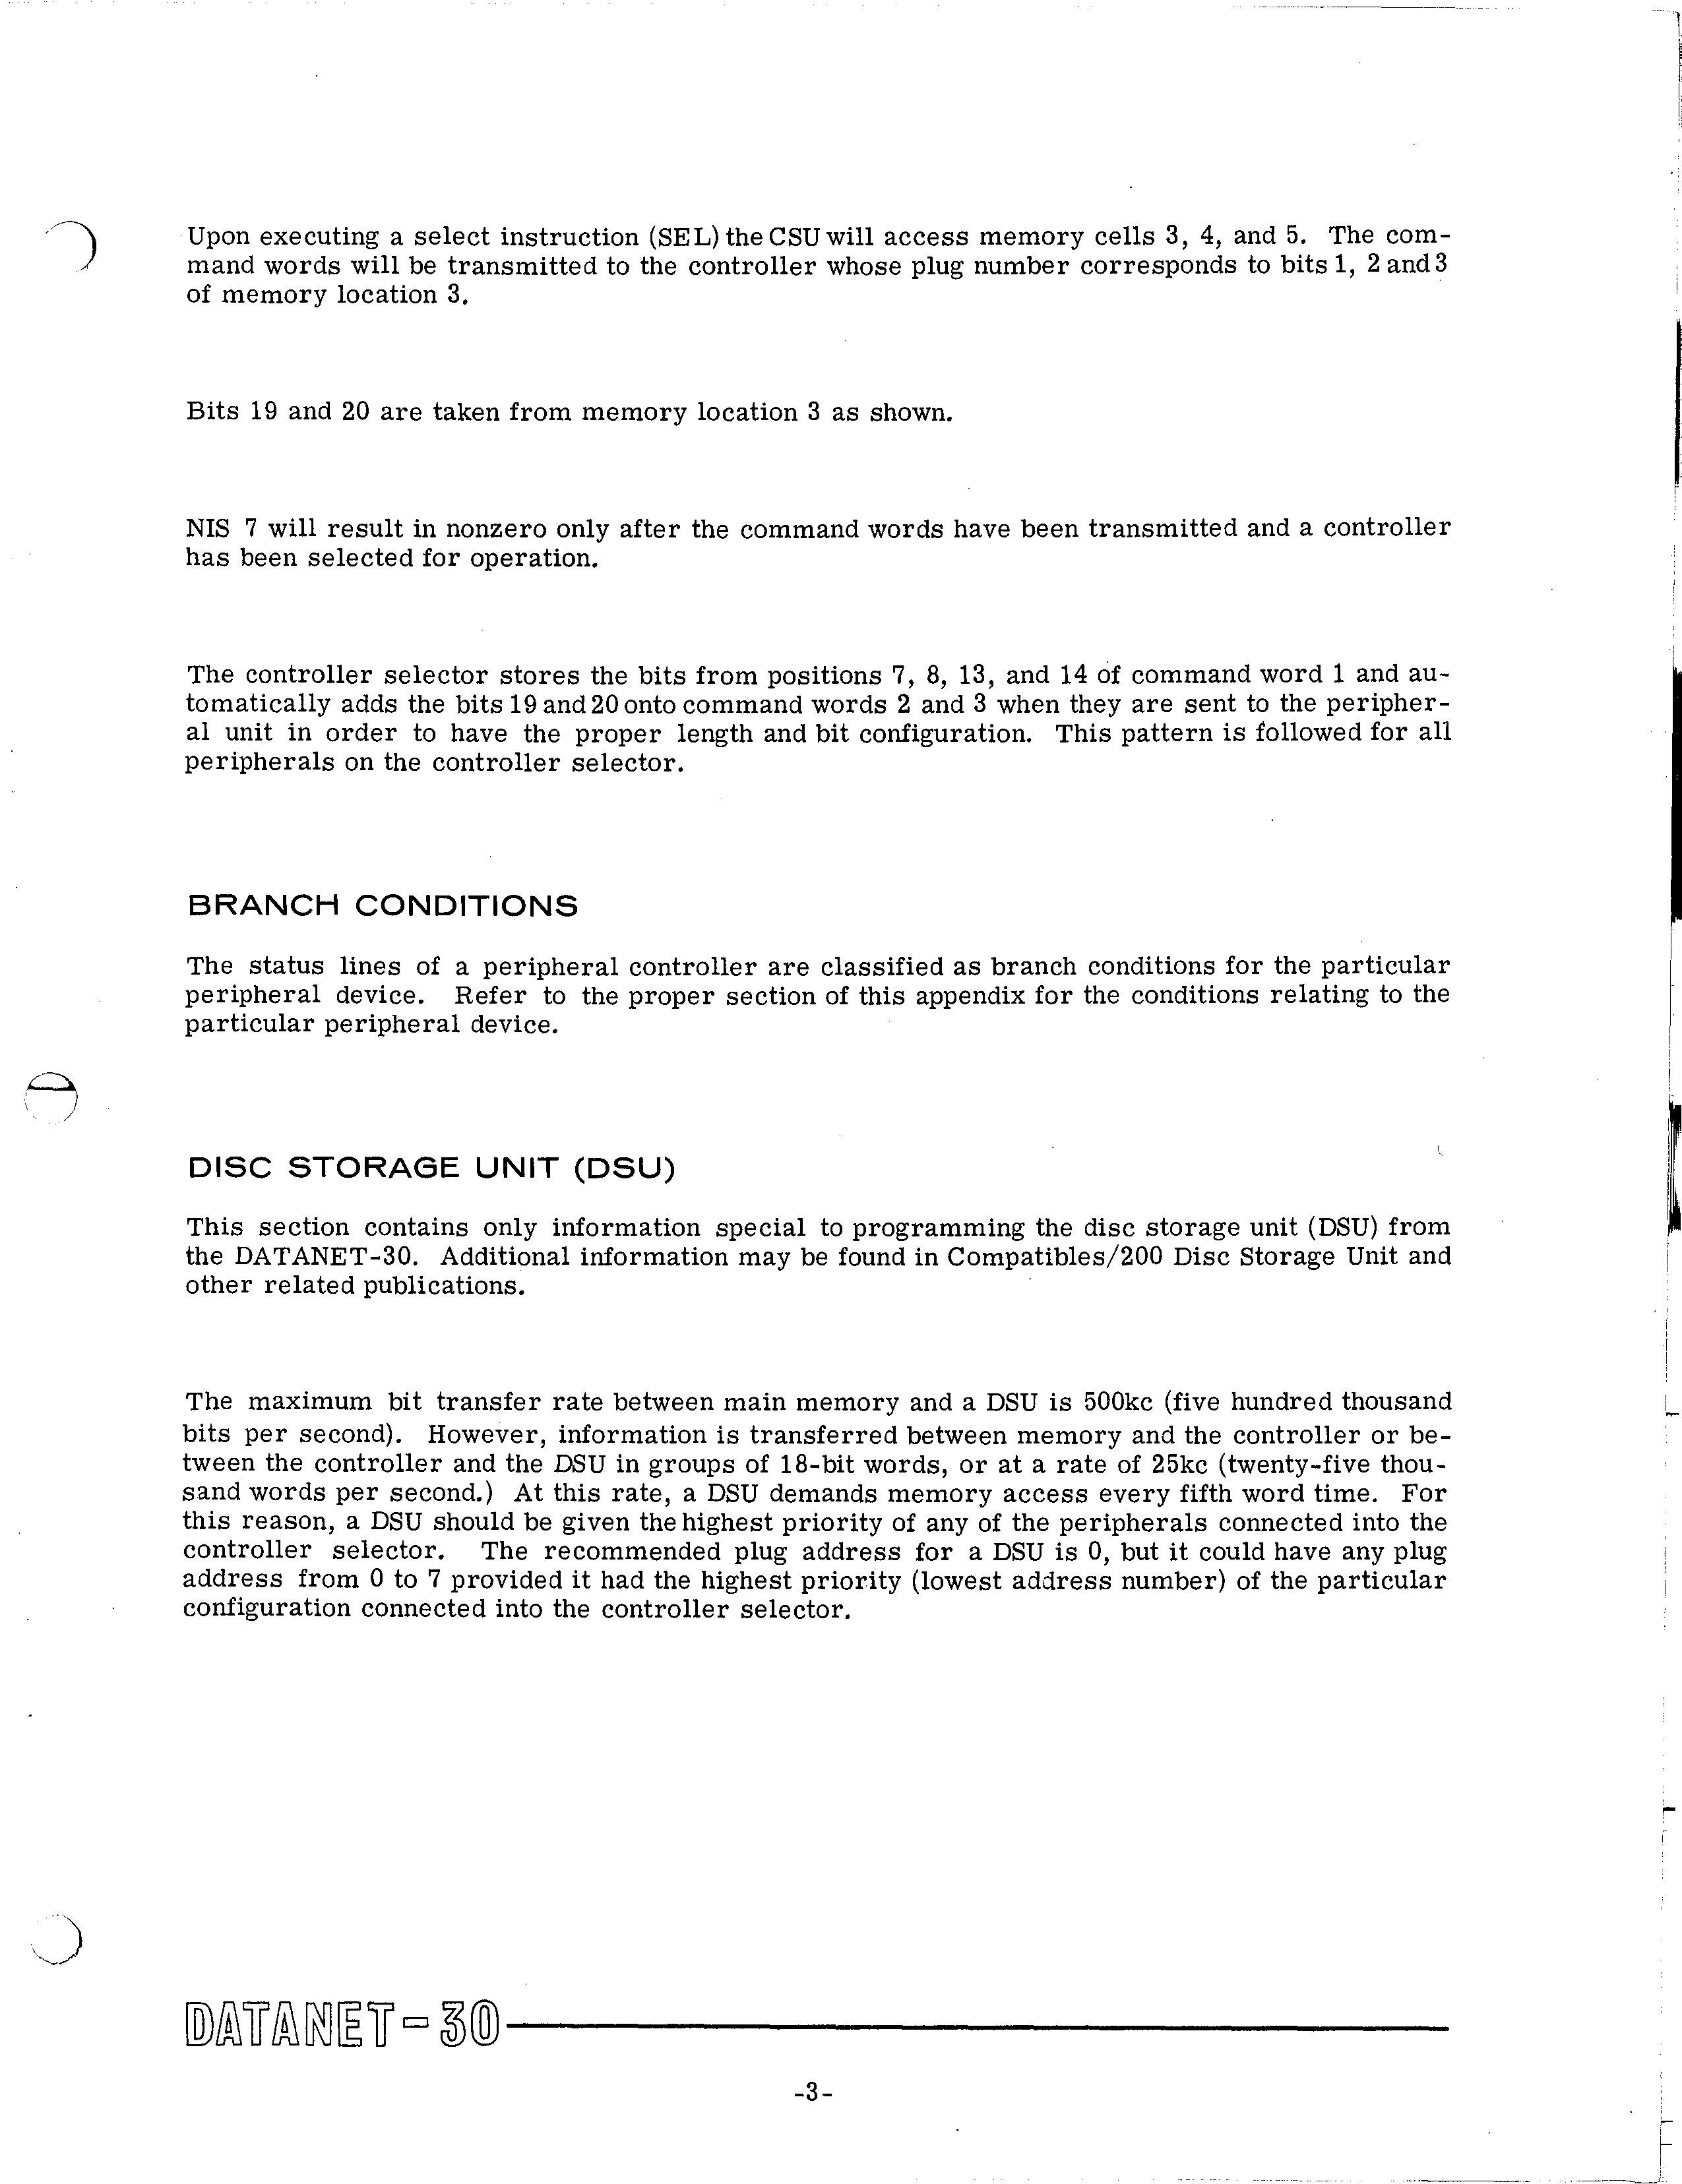 Upon executing a select instruction (SEL) the CSU will access memory cells 3, 4, and 5. The com-
mand words will be transmitted to the controller whose plug number corresponds to bits 1, 2 and 3
of memory location 3.
Bits 19 and 20 are taken from memory location 3 as shown.
NIS 7 will result in nonzero only after the command words have been transmitted and a controller
has been selected for operation.
The controller selector stores the bits from positions 7, 8, 13, and 14 of command word 1 and au-
tomatically adds the bits 19 and 20 onto command words 2 and 3 when they are sent to the peripher-
al unit in order to have the proper length and bit configuration. This pattern is followed for all
peripherals on the controller selector.
BRANCH CONDITIONS
The status lines of a peripheral controller are classified as branch conditions for the particular
peripheral device. Refer to the proper section of this appendix for the conditions relating to the
particular peripheral device.
DISC STORAGE UNIT (DSU)
This section contains only information special to programming the disc storage unit (DSU) from
the DATANET-30. Additional information may be found in Compatibles/200 Disc Storage Unit and
other related publications.
The maximum bit transfer rate between main memory and a DSU is 500kc (five hundred thousand
bits per second). However, information is transferred between memory and the controller or be-
tween the controller and the DSU in groups of 18-bit words, or at a rate of 25kc (twenty-five thou-
sand words per second.) At this rate, a DSU demands memory access every fifth word time. For
this reason, a DSU should be given the highest priority of any of the peripherals connected into the
controller selector. The recommended plug address for a DSU is 0, but it could have any plug
address from 0 to 7 provided it had the highest priority (lowest address number) of the particular
configuration connected into the controller selector.
DATANET-30
-3-